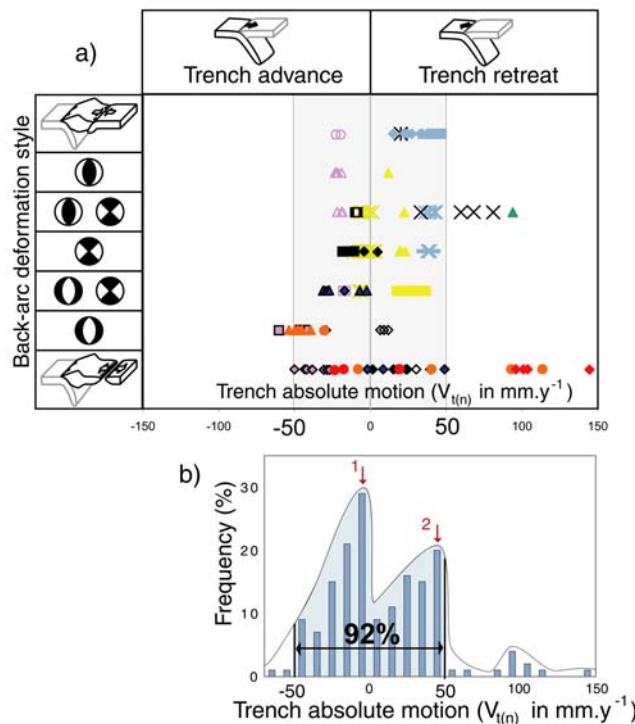 a)
Trench advance
Trench retreat
Back-arc deformation style
Trench absolute motion (Vt(n) in mm.y-1)
-150 -100 -50 0 50 100 150
b)
Frequency (%)
30
20
10
0
1
2
92%
-50 0 50 100 150
Trench absolute motion (Vt(n) in mm.y-1)